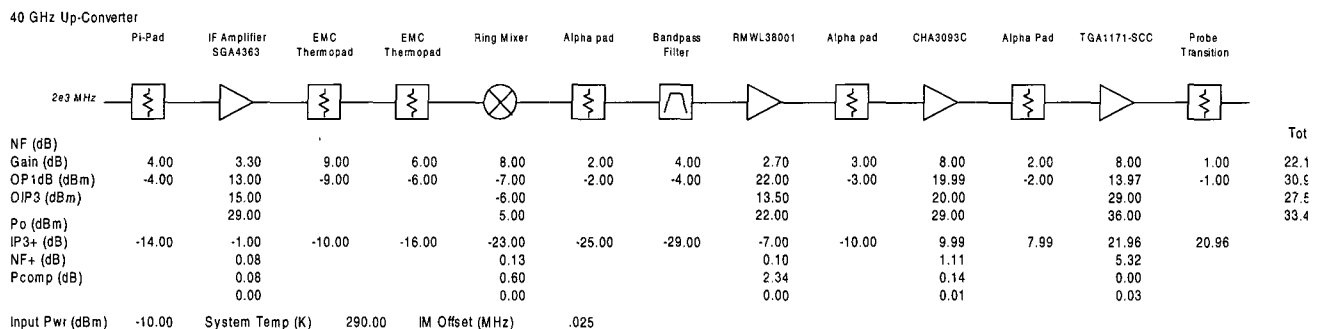 40 GHz Up-Converter
Pi-Pad IF Amplifier EMC EMC Ring Mixer Alpha pad Bandpass RMWL38001 Alpha pad CHA3093C Alpha Pad TGA1171-SCC Probe
SGA4363 Thermopad Thermopad Filter Transition
2e3 MHz
NF (dB) Tot
Gain (dB) 4.00 3.30 9.00 6.00 8.00 2.00 4.00 2.70 3.00 8.00 2.00 8.00 1.00 22.1
OP1dB (dBm) -4.00 13.00 -9.00 -6.00 -7.00 -2.00 -4.00 22.00 -3.00 19.99 -2.00 13.97 -1.00 30.9
OIP3 (dBm) 15.00 -6.00 13.50 20.00 29.00 27.5
29.00 5.00 22.00 29.00 36.00 33.4
Po (dBm)
IP3+ (dB) -14.00 -1.00 -10.00 -16.00 -23.00 -25.00 -29.00 -7.00 -10.00 9.99 7.99 21.96 20.96
NF+ (dB) 0.08 0.13 0.10 1.11 5.32
Pcomp (dB) 0.08 0.60 2.34 0.14 0.00
0.00 0.00 0.00 0.01 0.03
Input Pwr (dBm) -10.00 System Temp (K) 290.00 IM Offset (MHz) .025